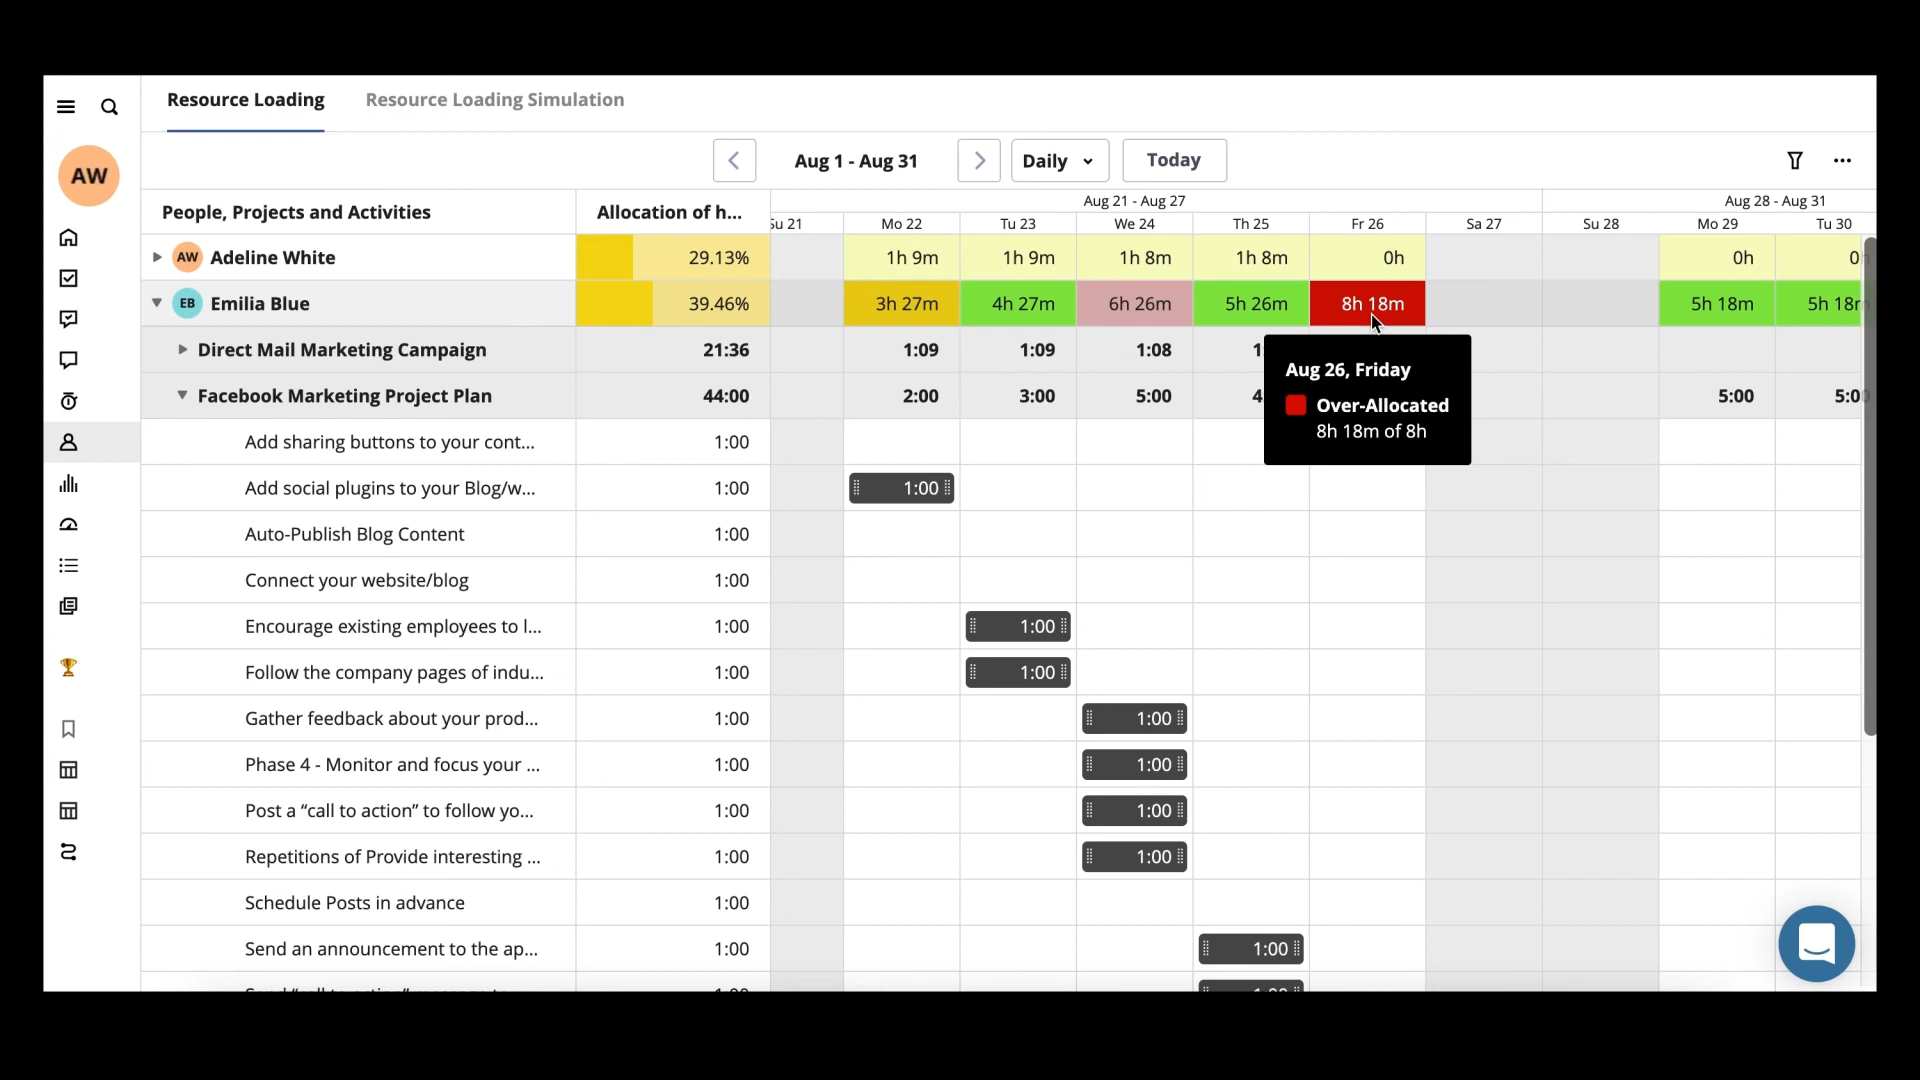 Resource Loading Resource Loading Simulation
AW
Aug 1 - Aug 31 Daily Today
People, Projects and Activities Allocation of h... Aug 21 - Aug 27 Aug 28 - Aug 31
Su 21 Mo 22 Tu 23 We 24 Th 25 Fr 26 Sa 27 Su 28 Mo 29 Tu 30
AW Adeline White 29.13% 1h 9m 1h 9m 1h 8m 1h 8m 0h 0h 0h
EB Emilia Blue 39.46% 3h 27m 4h 27m 6h 26m 5h 26m 8h 18m 5h 18m 5h 18m
Direct Mail Marketing Campaign 21:36 1:09 1:09 1:08
Facebook Marketing Project Plan 44:00 2:00 3:00 5:00 5:00 5:00
Aug 26, Friday
Over-Allocated
8h 18m of 8h
Add sharing buttons to your cont... 1:00
Add social plugins to your Blog/w... 1:00 1:00
Auto-Publish Blog Content 1:00
Connect your website/blog 1:00
Encourage existing employees to l... 1:00 1:00
Follow the company pages of indu... 1:00 1:00
Gather feedback about your prod... 1:00 1:00
Phase 4 - Monitor and focus your ... 1:00 1:00
Post a “call to action” to follow yo... 1:00 1:00
Repetitions of Provide interesting ... 1:00 1:00
Schedule Posts in advance 1:00
Send an announcement to the ap... 1:00 1:00